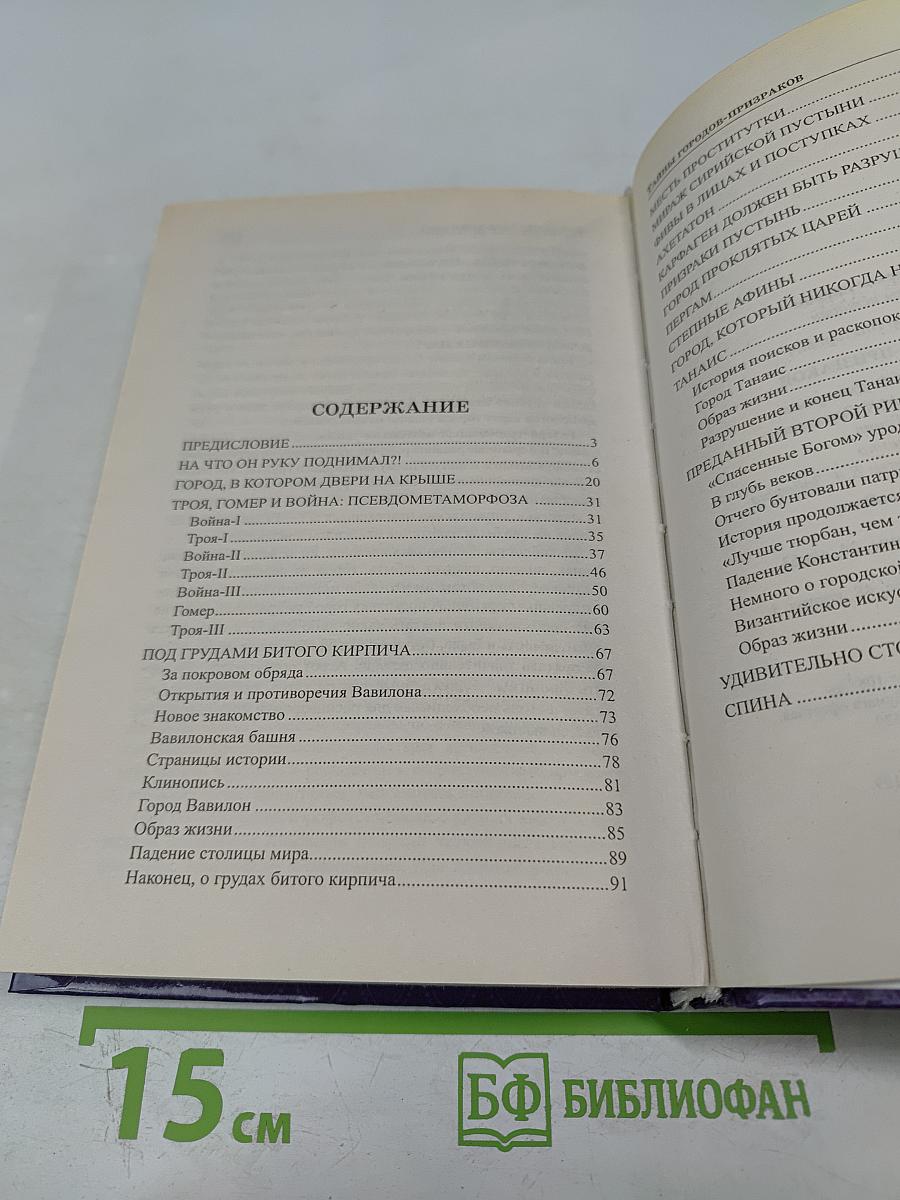 СОДЕРЖАНИЕ
ПРЕДИСЛОВИЕ ........ 3
НА ЧТО ОН РУКУ ПОДНИМАЛ?! ........ 6
ГОРОД, В КОТОРОМ ДВЕРИ НА КРЫШЕ ........ 20
ТРОЯ, ГОМЕР И ВОЙНА: ПСЕВДОМЕТАМОРФОЗА ........ 31
Война-I ........ 31
Троя-I ........ 35
Война-II ........ 37
Троя-II ........ 46
Война-III ........ 50
Гомер ........ 60
Троя-III ........ 63
ПОД ГРУДАМИ БИТОГО КИРПИЧА ........ 67
За покровом обряда ........ 67
Открытия и противоречия Вавилона ........ 72
Новое знакомство ........ 73
Вавилонская башня ........ 76
Страницы истории ........ 78
Клинопись ........ 81
Город Вавилон ........ 83
Образ жизни ........ 85
Падение столицы мира ........ 89
Наконец, о грудах битого кирпича ........ 91
ТАЙНЫ ГОРОДОВ-ПРИЗРАКОВ
МЕСТЬ ПРОСТИТУТКИ ........
МИРАЖ СИРИЙСКОЙ ПУСТЫНИ ........
ФИВЫ В ЛИЦАХ И ПОСТУПКАХ ........
АХЕТАТОН ........
КАРФАГЕН ДОЛЖЕН БЫТЬ РАЗРУШ
ПРИЗРАКИ ПУСТЫНЬ ........
ГОРОД ПРОКЛЯТЫХ ЦАРЕЙ ........
ПЕРГАМ ........
СТЕПНЫЕ АФИНЫ ........
ГОРОД, КОТОРЫЙ НИКОГДА Н
ТАНАИС ........
История поисков и раскопок
Город Танаис ........
Образ жизни ........
Разрушение и конец Танаи
ПРЕДАННЫЙ ВТОРОЙ РИ
«Спасенные Богом» урод
В глубь веков ........
Отчего бунтовали патр
История продолжается
«Лучше тюрбан, чем т
Падение Константин
Немного о городской
Византийское искус
Образ жизни ........
УДИВИТЕЛЬНО СТО
СПИНА ........
15 см
БФ БИБЛИОФАН